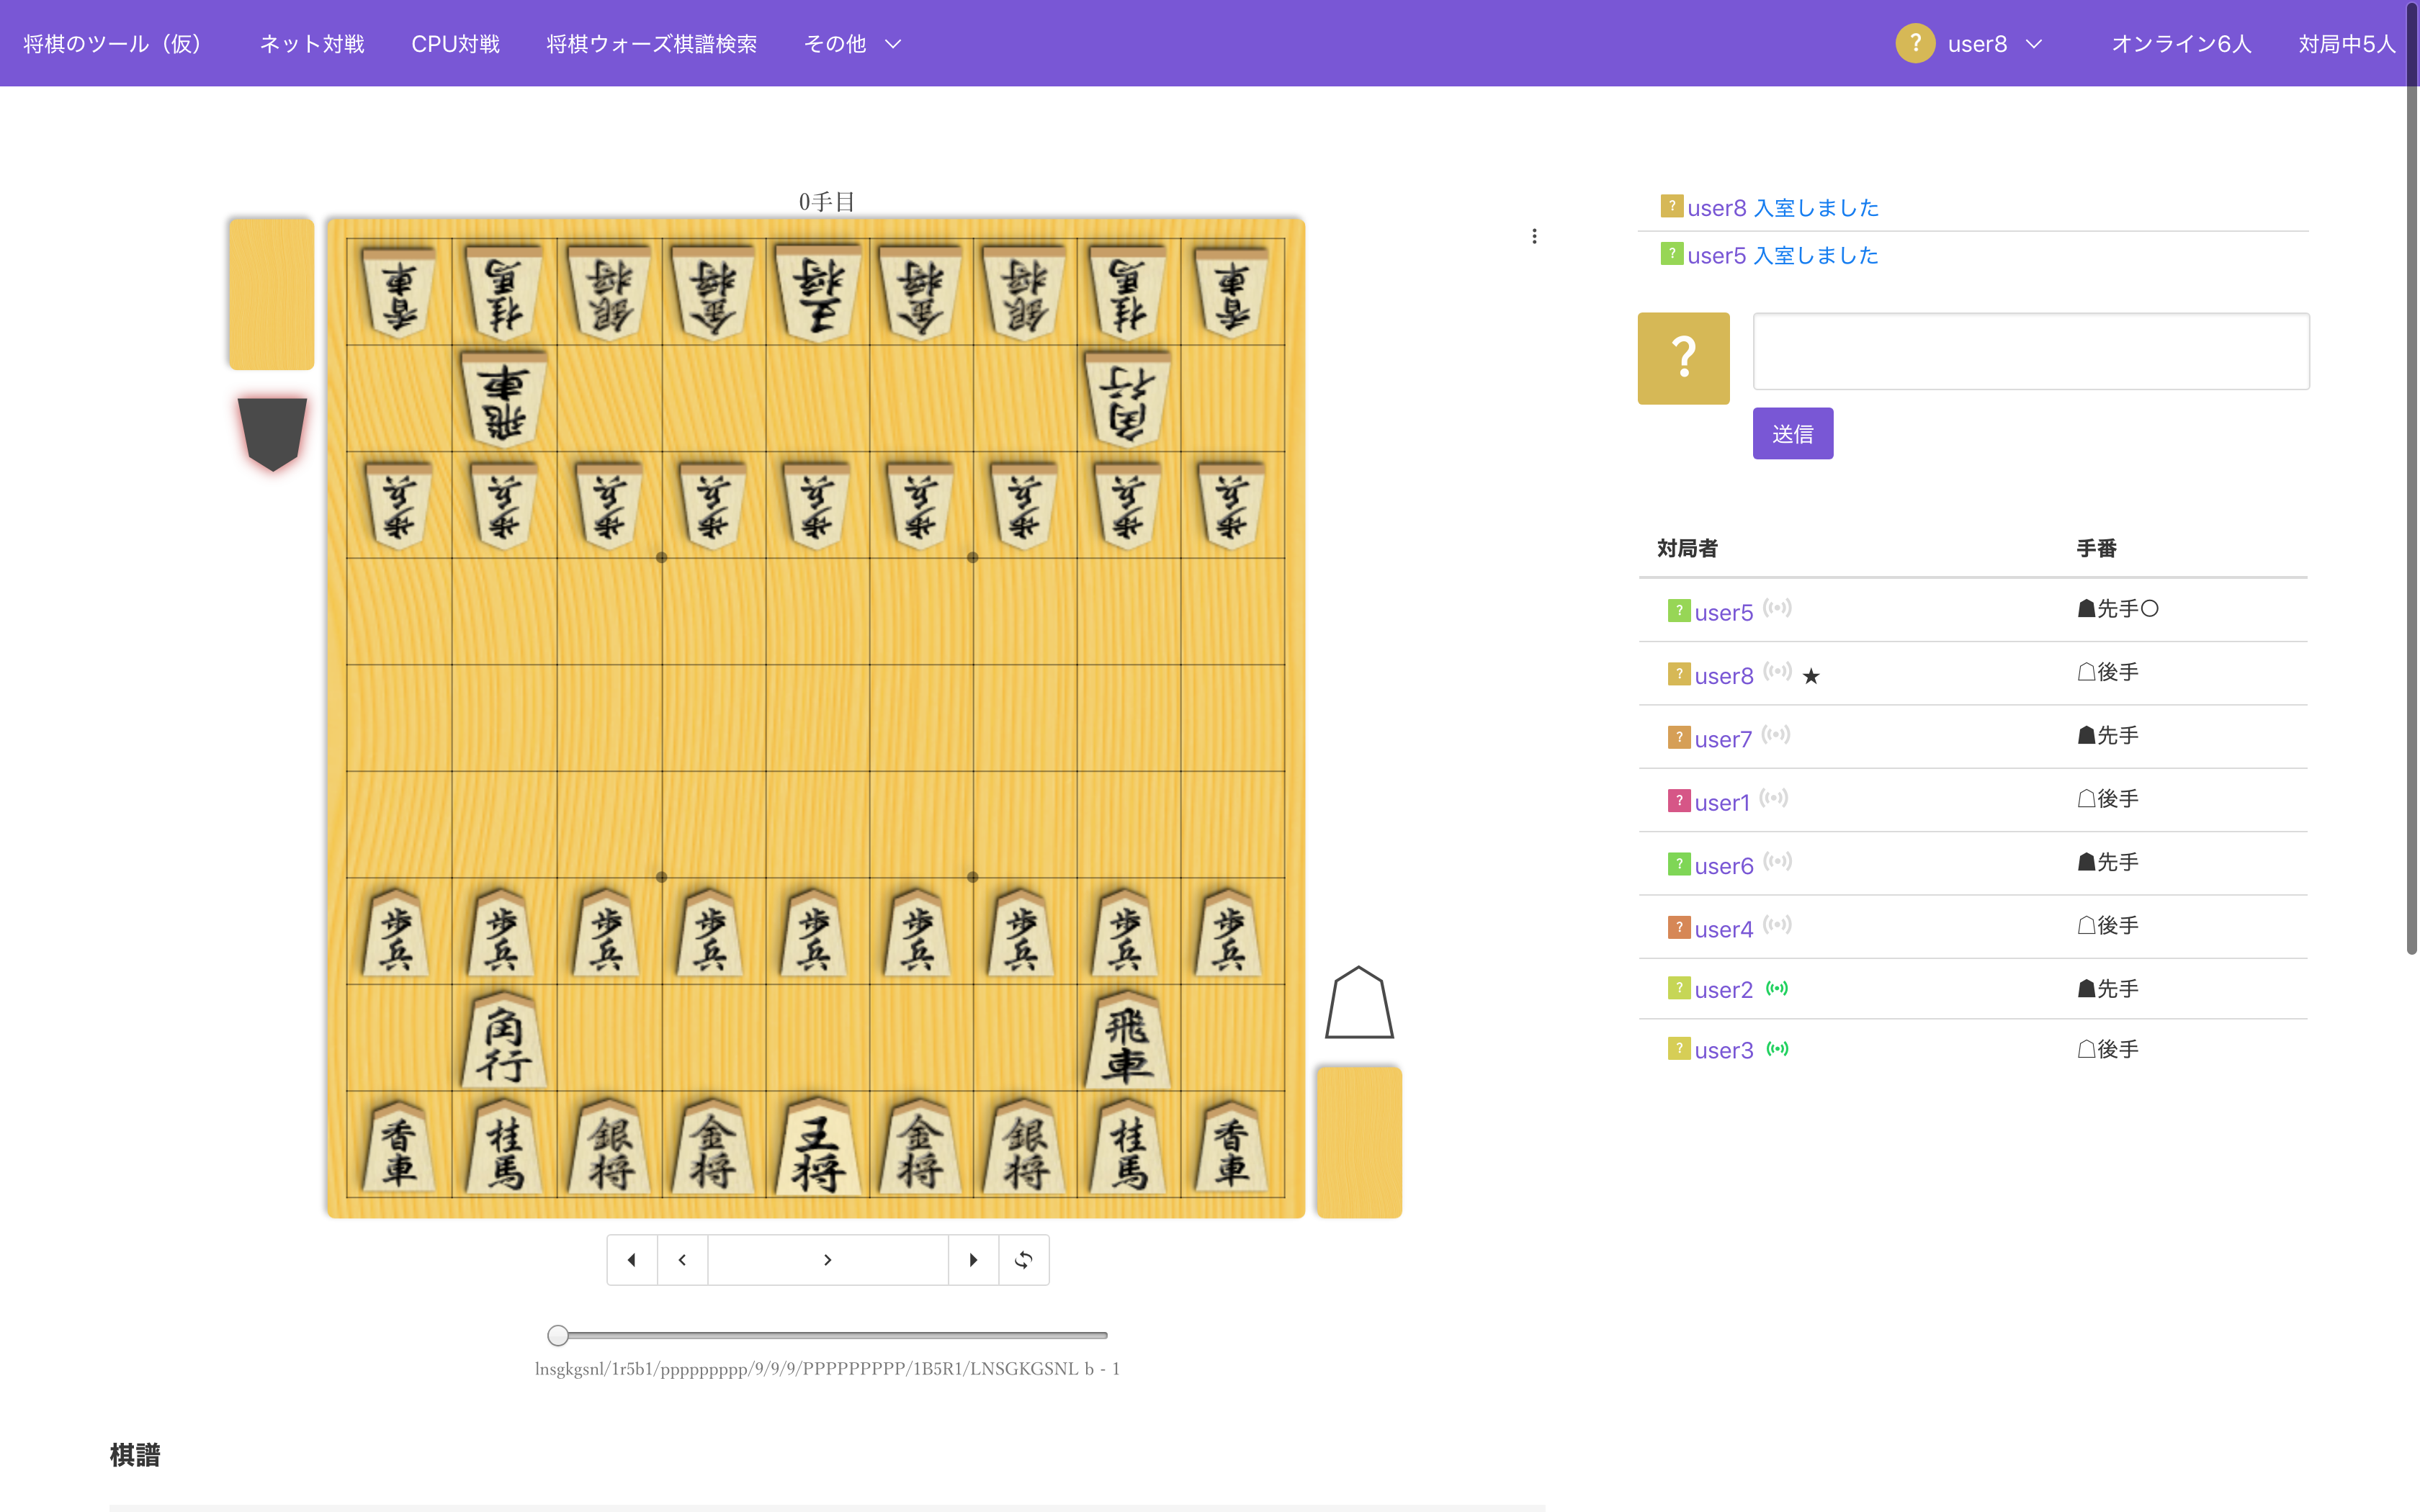 将棋のツール（仮） ネット対戦 CPU対戦 将棋ウォーズ棋譜検索 その他 ? user8 オンライン6人 対局中5人
0手目
香車 桂馬 銀将 金将 王将 金将 銀将 桂馬 香車
飛車 角行
歩兵 歩兵 歩兵 歩兵 歩兵 歩兵 歩兵 歩兵 歩兵
歩兵 歩兵 歩兵 歩兵 歩兵 歩兵 歩兵 歩兵 歩兵
角行 飛車
香車 桂馬 銀将 金将 王将 金将 銀将 桂馬 香車
lnsgkgsnl/1r5b1/ppppppppp/9/9/9/PPPPPPPPP/1B5R1/LNSGKGSNL b - 1
棋譜
? user8 入室しました
? user5 入室しました
?
送信
対局者 手番
? user5 ☗先手○
? user8 ★ ☖後手
? user7 ☗先手
? user1 ☖後手
? user6 ☗先手
? user4 ☖後手
? user2 ☗先手
? user3 ☖後手